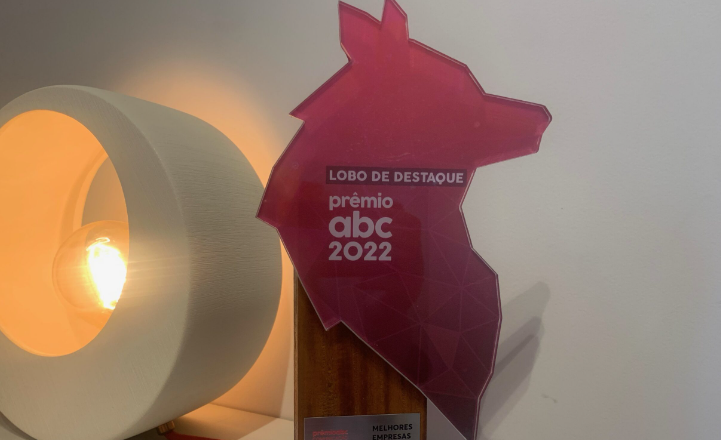 LOBO DE DESTAQUE
prêmio
abc
2022
MELHORES
EMPRESAS